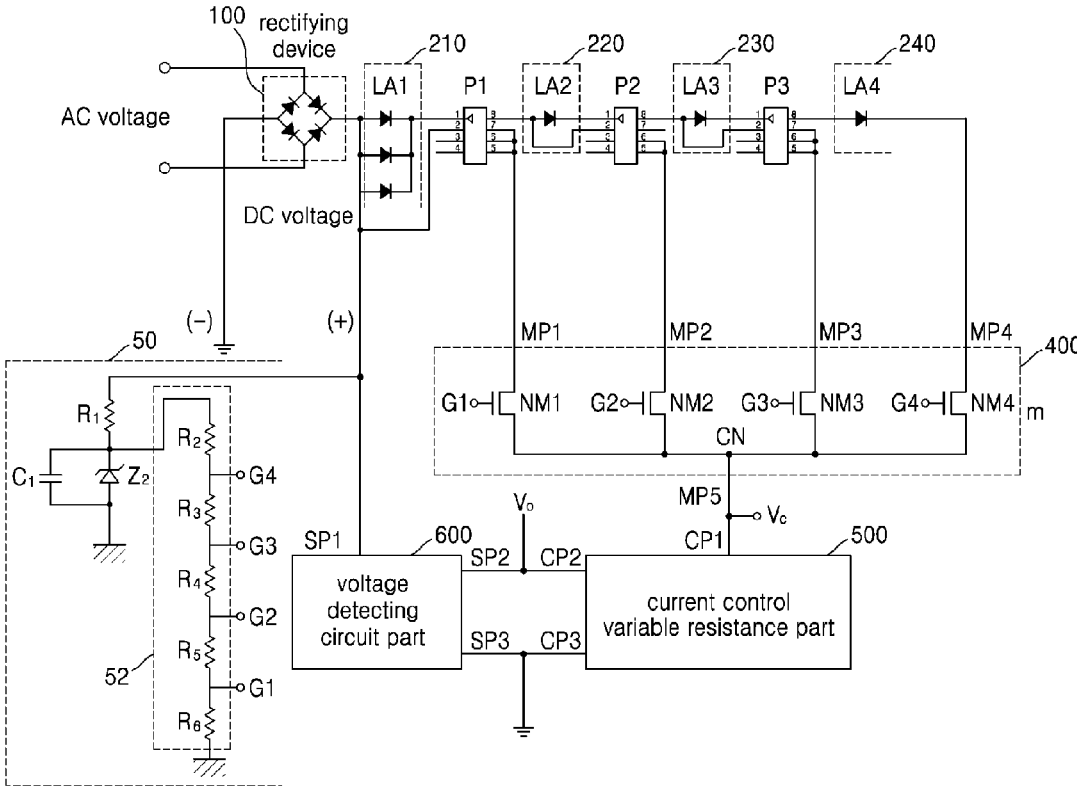 100
rectifying
device
210
220
230
240
LA1
P1
LA2
P2
LA3
P3
LA4
AC voltage
1 2 3 4
8 7 6 5
1 2 3 4
8 7 6 5
1 2 3 4
8 7 6 5
DC voltage
(-)
(+)
MP1
MP2
MP3
MP4
400
50
G1
NM1
G2
NM2
G3
NM3
G4
NM4
m
CN
R1
R2
C1
Z2
G4
R3
G3
R4
G2
R5
G1
R6
52
MP5
Vc
V₀
SP1
600
SP2
CP2
CP1
500
voltage
detecting
circuit part
current control
variable resistance part
SP3
CP3